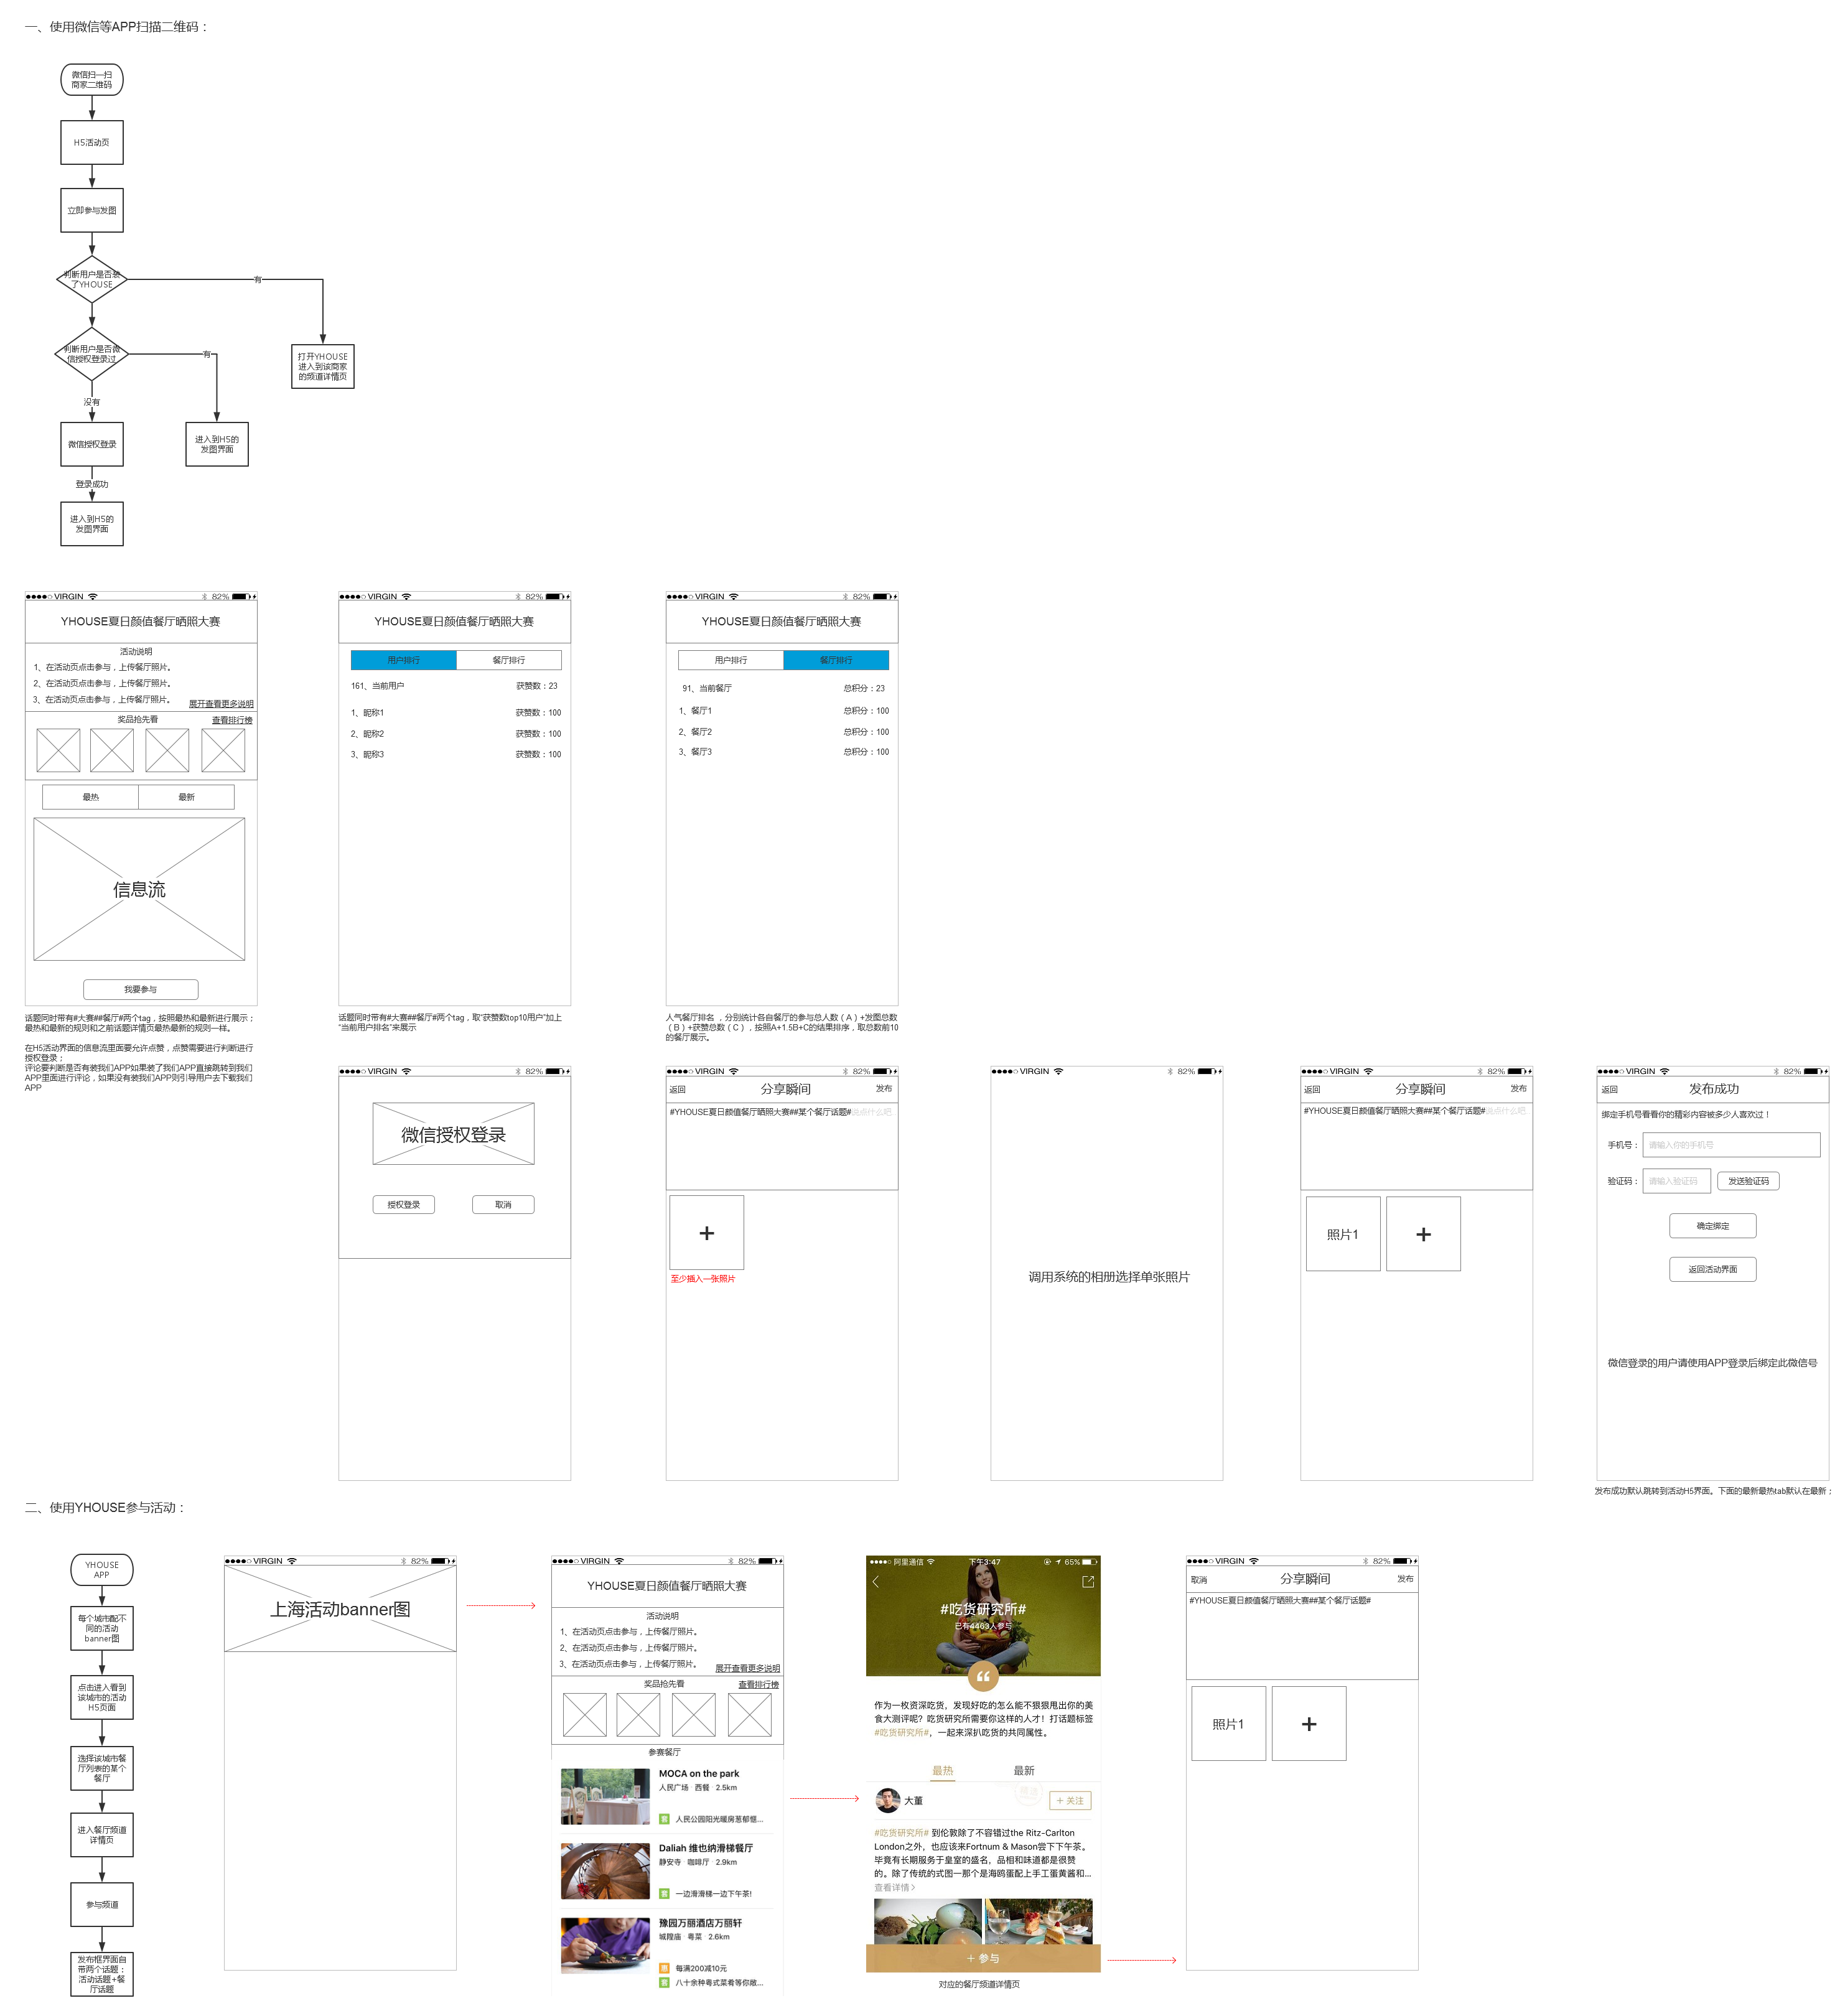 一、使用微信等APP扫描二维码：
微信扫一扫
商家二维码
H5活动页
立即参与发图
判断用户是否装
了YHOUSE
有
判断用户是否微
信授权登录过
有
打开YHOUSE
进入到该商家
的频道详情页
没有
微信授权登录
进入到H5的
发图界面
登录成功
进入到H5的
发图界面
VIRGIN 82%
YHOUSE夏日颜值餐厅晒照大赛
活动说明
1、在活动页点击参与，上传餐厅照片。
2、在活动页点击参与，上传餐厅照片。
3、在活动页点击参与，上传餐厅照片。
展开查看更多说明
奖品抢先看
查看排行榜
最热
最新
信息流
我要参与
话题同时带有#大赛##餐厅#两个tag，按照最热和最新进行展示；
最热和最新的规则和之前话题详情页最热最新的规则一样。
在H5活动界面的信息流里面要允许点赞，点赞需要进行判断进行
授权登录；
评论要判断是否有装我们APP如果装了我们APP直接跳转到我们
APP里面进行评论，如果没有装我们APP则引导用户去下载我们
APP
VIRGIN 82%
YHOUSE夏日颜值餐厅晒照大赛
用户排行
餐厅排行
161、当前用户 获赞数：23
1、昵称1 获赞数：100
2、昵称2 获赞数：100
3、昵称3 获赞数：100
话题同时带有#大赛##餐厅#两个tag，取“获赞数top10用户”加上
“当前用户排名”来展示
VIRGIN 82%
YHOUSE夏日颜值餐厅晒照大赛
用户排行
餐厅排行
91、当前餐厅 总积分：23
1、餐厅1 总积分：100
2、餐厅2 总积分：100
3、餐厅3 总积分：100
人气餐厅排名 ，分别统计各自餐厅的参与总人数（A）+发图总数
（B）+获赞总数（C），按照A+1.5B+C的结果排序，取总数前10
的餐厅展示。
VIRGIN 82%
微信授权登录
授权登录
取消
VIRGIN 82%
返回 分享瞬间 发布
#YHOUSE夏日颜值餐厅晒照大赛##某个餐厅话题#说点什么吧
+
至少插入一张照片
VIRGIN 82%
调用系统的相册选择单张照片
VIRGIN 82%
返回 分享瞬间 发布
#YHOUSE夏日颜值餐厅晒照大赛##某个餐厅话题#说点什么吧
照片1
+
VIRGIN 82%
返回 发布成功
绑定手机号看看你的精彩内容被多少人喜欢过！
手机号： 请输入你的手机号
验证码： 请输入验证码 发送验证码
确定绑定
返回活动界面
微信登录的用户请使用APP登录后绑定此微信号
发布成功默认跳转到活动H5界面。下面的最新最热tab默认在最新；
二、使用YHOUSE参与活动：
YHOUSE
APP
每个城市配不
同的活动
banner图
点击进入看到
该城市的活动
H5页面
选择该城市餐
厅列表的某个
餐厅
进入餐厅频道
详情页
参与频道
发布框界面自
带两个话题：
活动话题+餐
厅话题
VIRGIN 82%
上海活动banner图
VIRGIN 82%
YHOUSE夏日颜值餐厅晒照大赛
活动说明
1、在活动页点击参与，上传餐厅照片。
2、在活动页点击参与，上传餐厅照片。
3、在活动页点击参与，上传餐厅照片。
展开查看更多说明
奖品抢先看
查看排行榜
参赛餐厅
MOCA on the park
人民广场 · 西餐 · 2.5km
人民公园阳光暖房葱郁惬...
Daliah 维也纳滑梯餐厅
静安寺 · 咖啡厅 · 2.9km
一边滑滑梯一边下午茶!
豫园万丽酒店万丽轩
城隍庙 · 粤菜 · 2.6km
惠 每满200减10元
八十余种粤式菜肴等你敞...
阿里通信 下午3:47 65%
#吃货研究所#
已有4463人参与
作为一枚资深吃货，发现好吃的怎么能不狠狠甩出你的美
食大测评呢？吃货研究所需要你这样的人才！打话题标签
#吃货研究所#，一起来深扒吃货的共同属性。
最热
最新
大董
+ 关注
#吃货研究所# 到伦敦除了不容错过the Ritz-Carlton
London之外，也应该来Fortnum & Mason尝下下午茶。
毕竟有长期服务于皇室的盛名，品相和味道都是很赞
的。除了传统的式图一那个是海鸥蛋配上手工蛋黄酱和...
查看详情
+ 参与
对应的餐厅频道详情页
VIRGIN 82%
取消 分享瞬间 发布
#YHOUSE夏日颜值餐厅晒照大赛##某个餐厅话题#
照片1
+